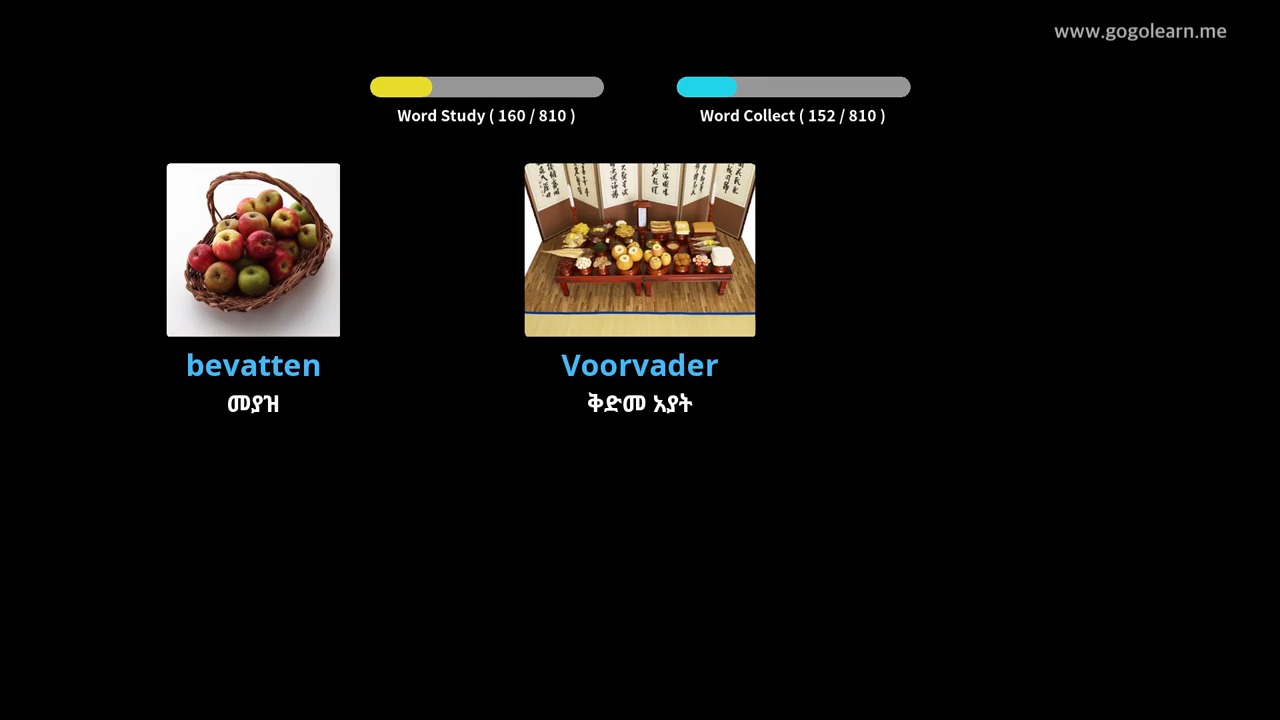 www.gogolearn.me
Word Study ( 160 / 810 )
Word Collect ( 152 / 810 )
bevatten
መያዝ
Voorvader
ቅድመ አያት